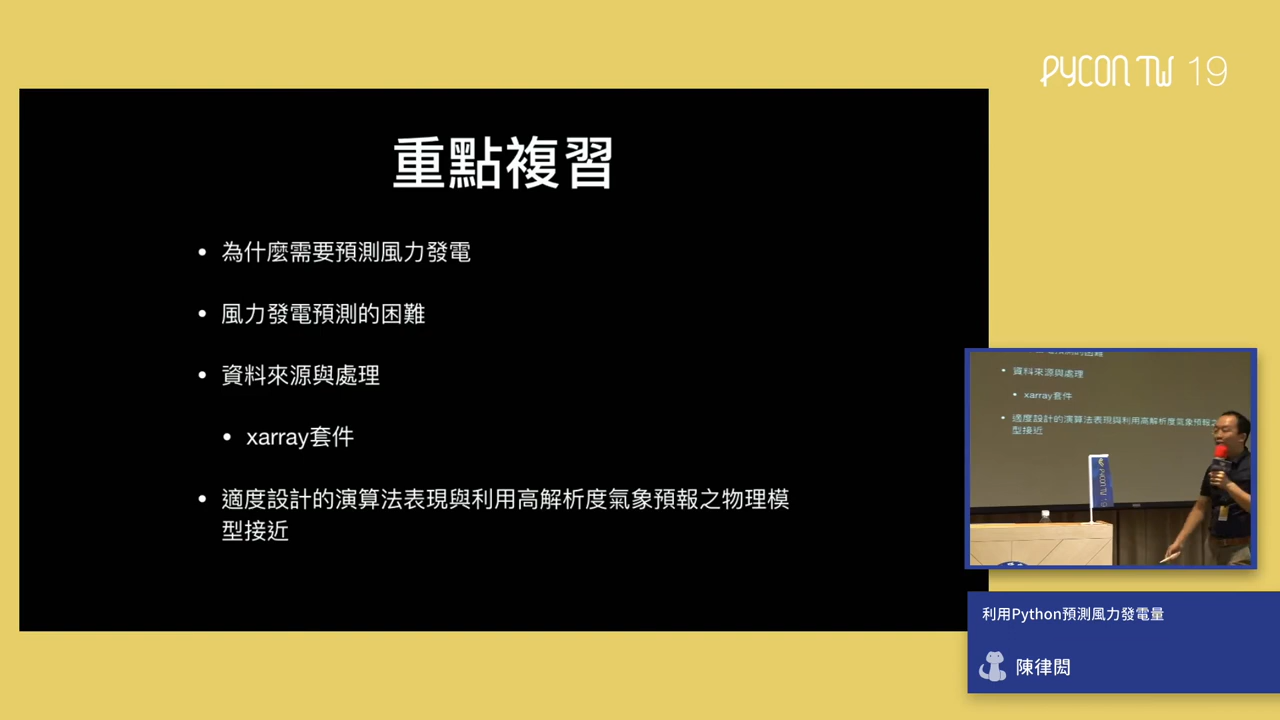 PYCON TW 19
重點複習
• 為什麼需要預測風力發電
• 風力發電預測的困難
• 資料來源與處理
• xarray套件
• 適度設計的演算法表現與利用高解析度氣象預報之物理模
型接近
• 資料來源與處理
• xarray套件
• 適度設計的演算法表現與利用高解析度氣象預報之
型接近
PYCON TW
利用Python預測風力發電量
陳律閎